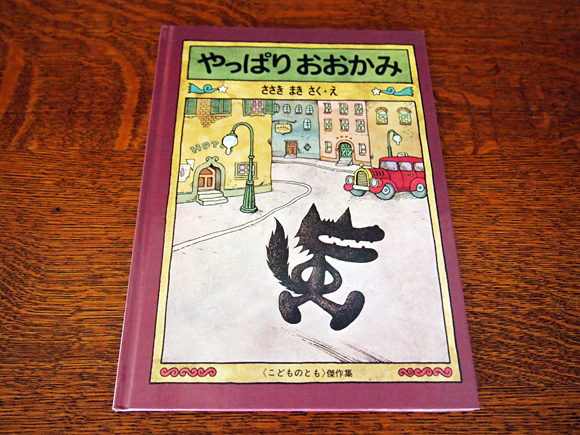 やっぱりおおかみ
ささき まき さく・え
HOT
〈こどものとも〉傑作集